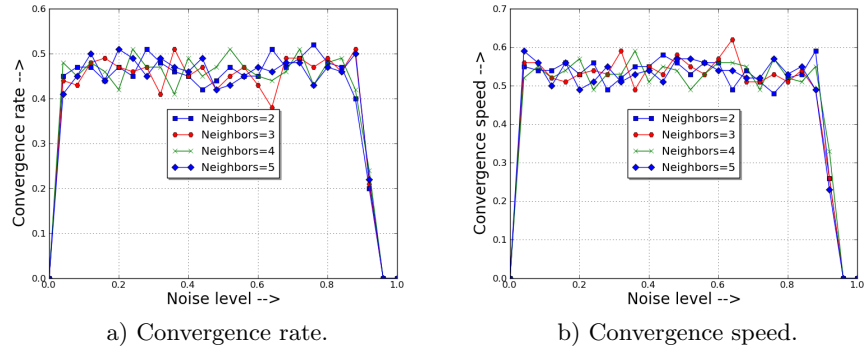 Convergence rate -->
0.6
0.5
0.4
0.3
0.2
0.1
0.0
0.0 0.2 0.4 0.6 0.8 1.0
Noise level -->
Neighbors=2
Neighbors=3
Neighbors=4
Neighbors=5
a) Convergence rate.
Convergence speed -->
0.7
0.6
0.5
0.4
0.3
0.2
0.1
0.0
0.0 0.2 0.4 0.6 0.8 1.0
Noise level -->
Neighbors=2
Neighbors=3
Neighbors=4
Neighbors=5
b) Convergence speed.